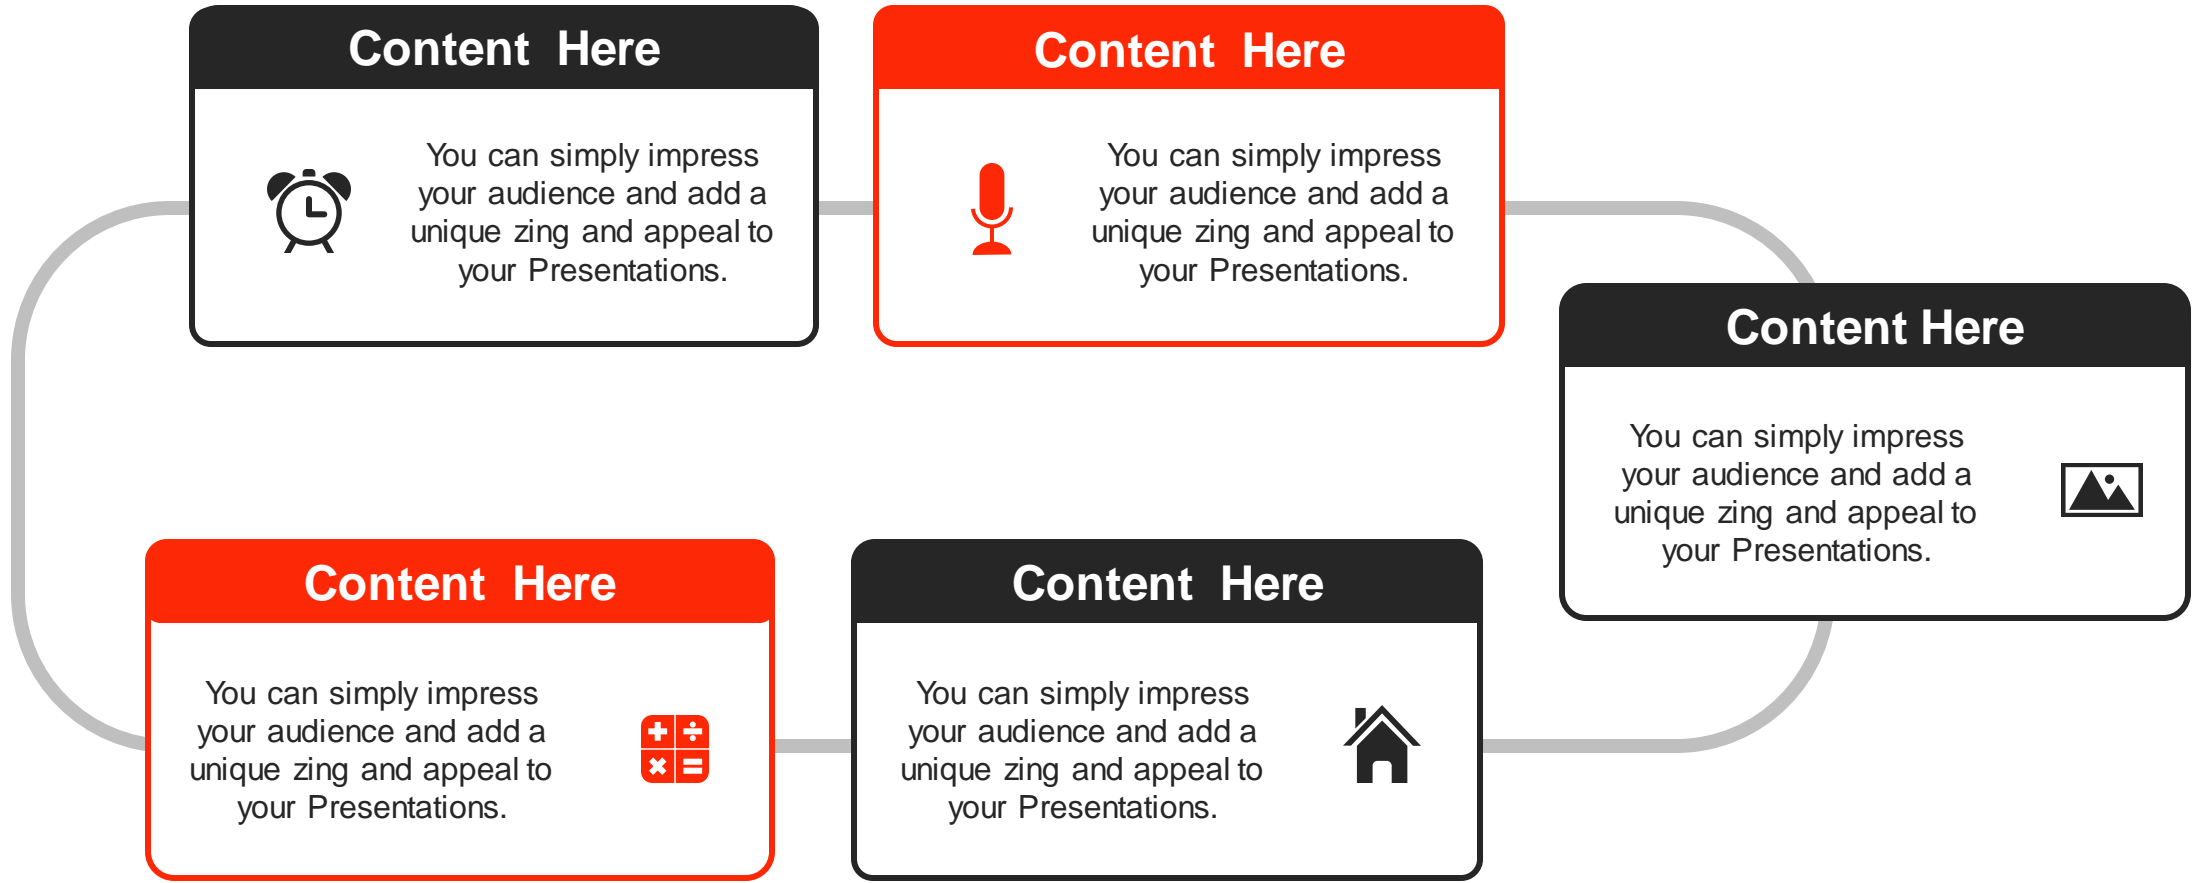 Content Here
You can simply impress
your audience and add a
unique zing and appeal to
your Presentations.
Content Here
You can simply impress
your audience and add a
unique zing and appeal to
your Presentations.
Content Here
You can simply impress
your audience and add a
unique zing and appeal to
your Presentations.
Content Here
You can simply impress
your audience and add a
unique zing and appeal to
your Presentations.
Content Here
You can simply impress
your audience and add a
unique zing and appeal to
your Presentations.